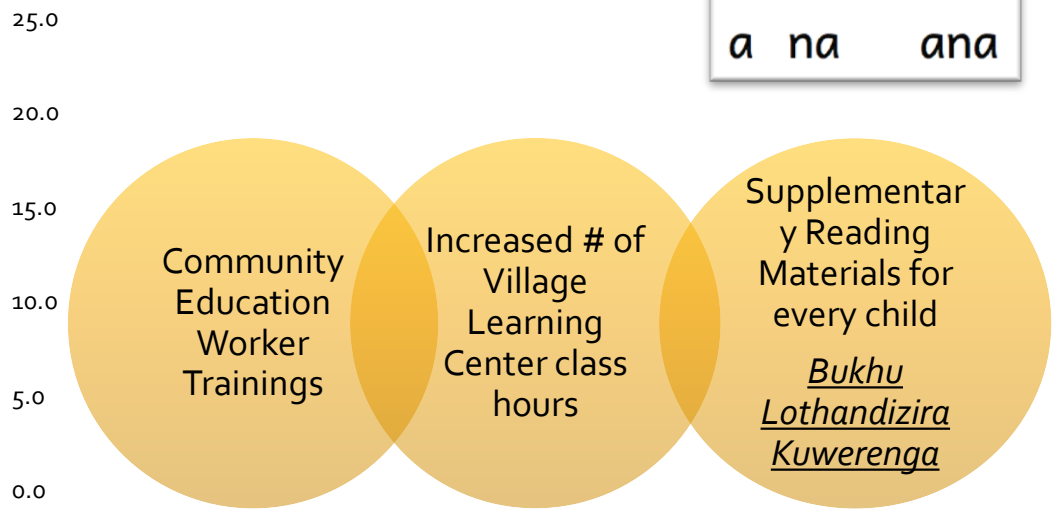 25.0
20.0
15.0
10.0
5.0
0.0
a na ana
Community
Education
Worker
Trainings
Increased # of
Village
Learning
Center class
hours
Supplementar
y Reading
Materials for
every child
Bukhu
Lothandizira
Kuwerenga